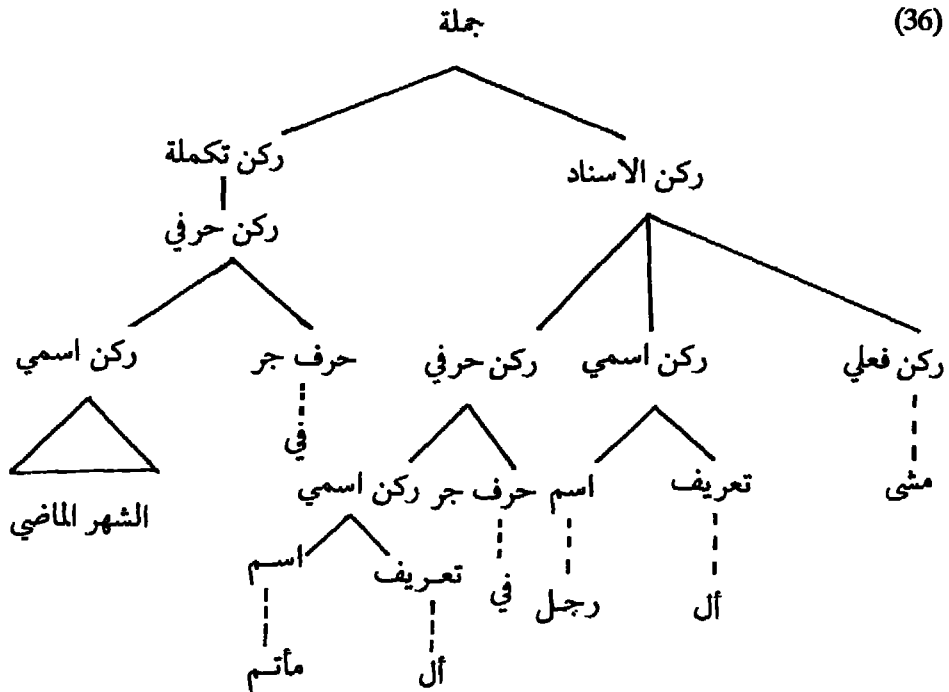 (36)
جملة
ركن الاسناد ركن تكملة
ركن حرفي
ركن فعلي ركن اسمي ركن حرفي حرف جر ركن اسمي
في
مشى تعريف اسم حرف جر ركن اسمي الشهر الماضي
أل رجل في تعريف اسم
أل مأتم